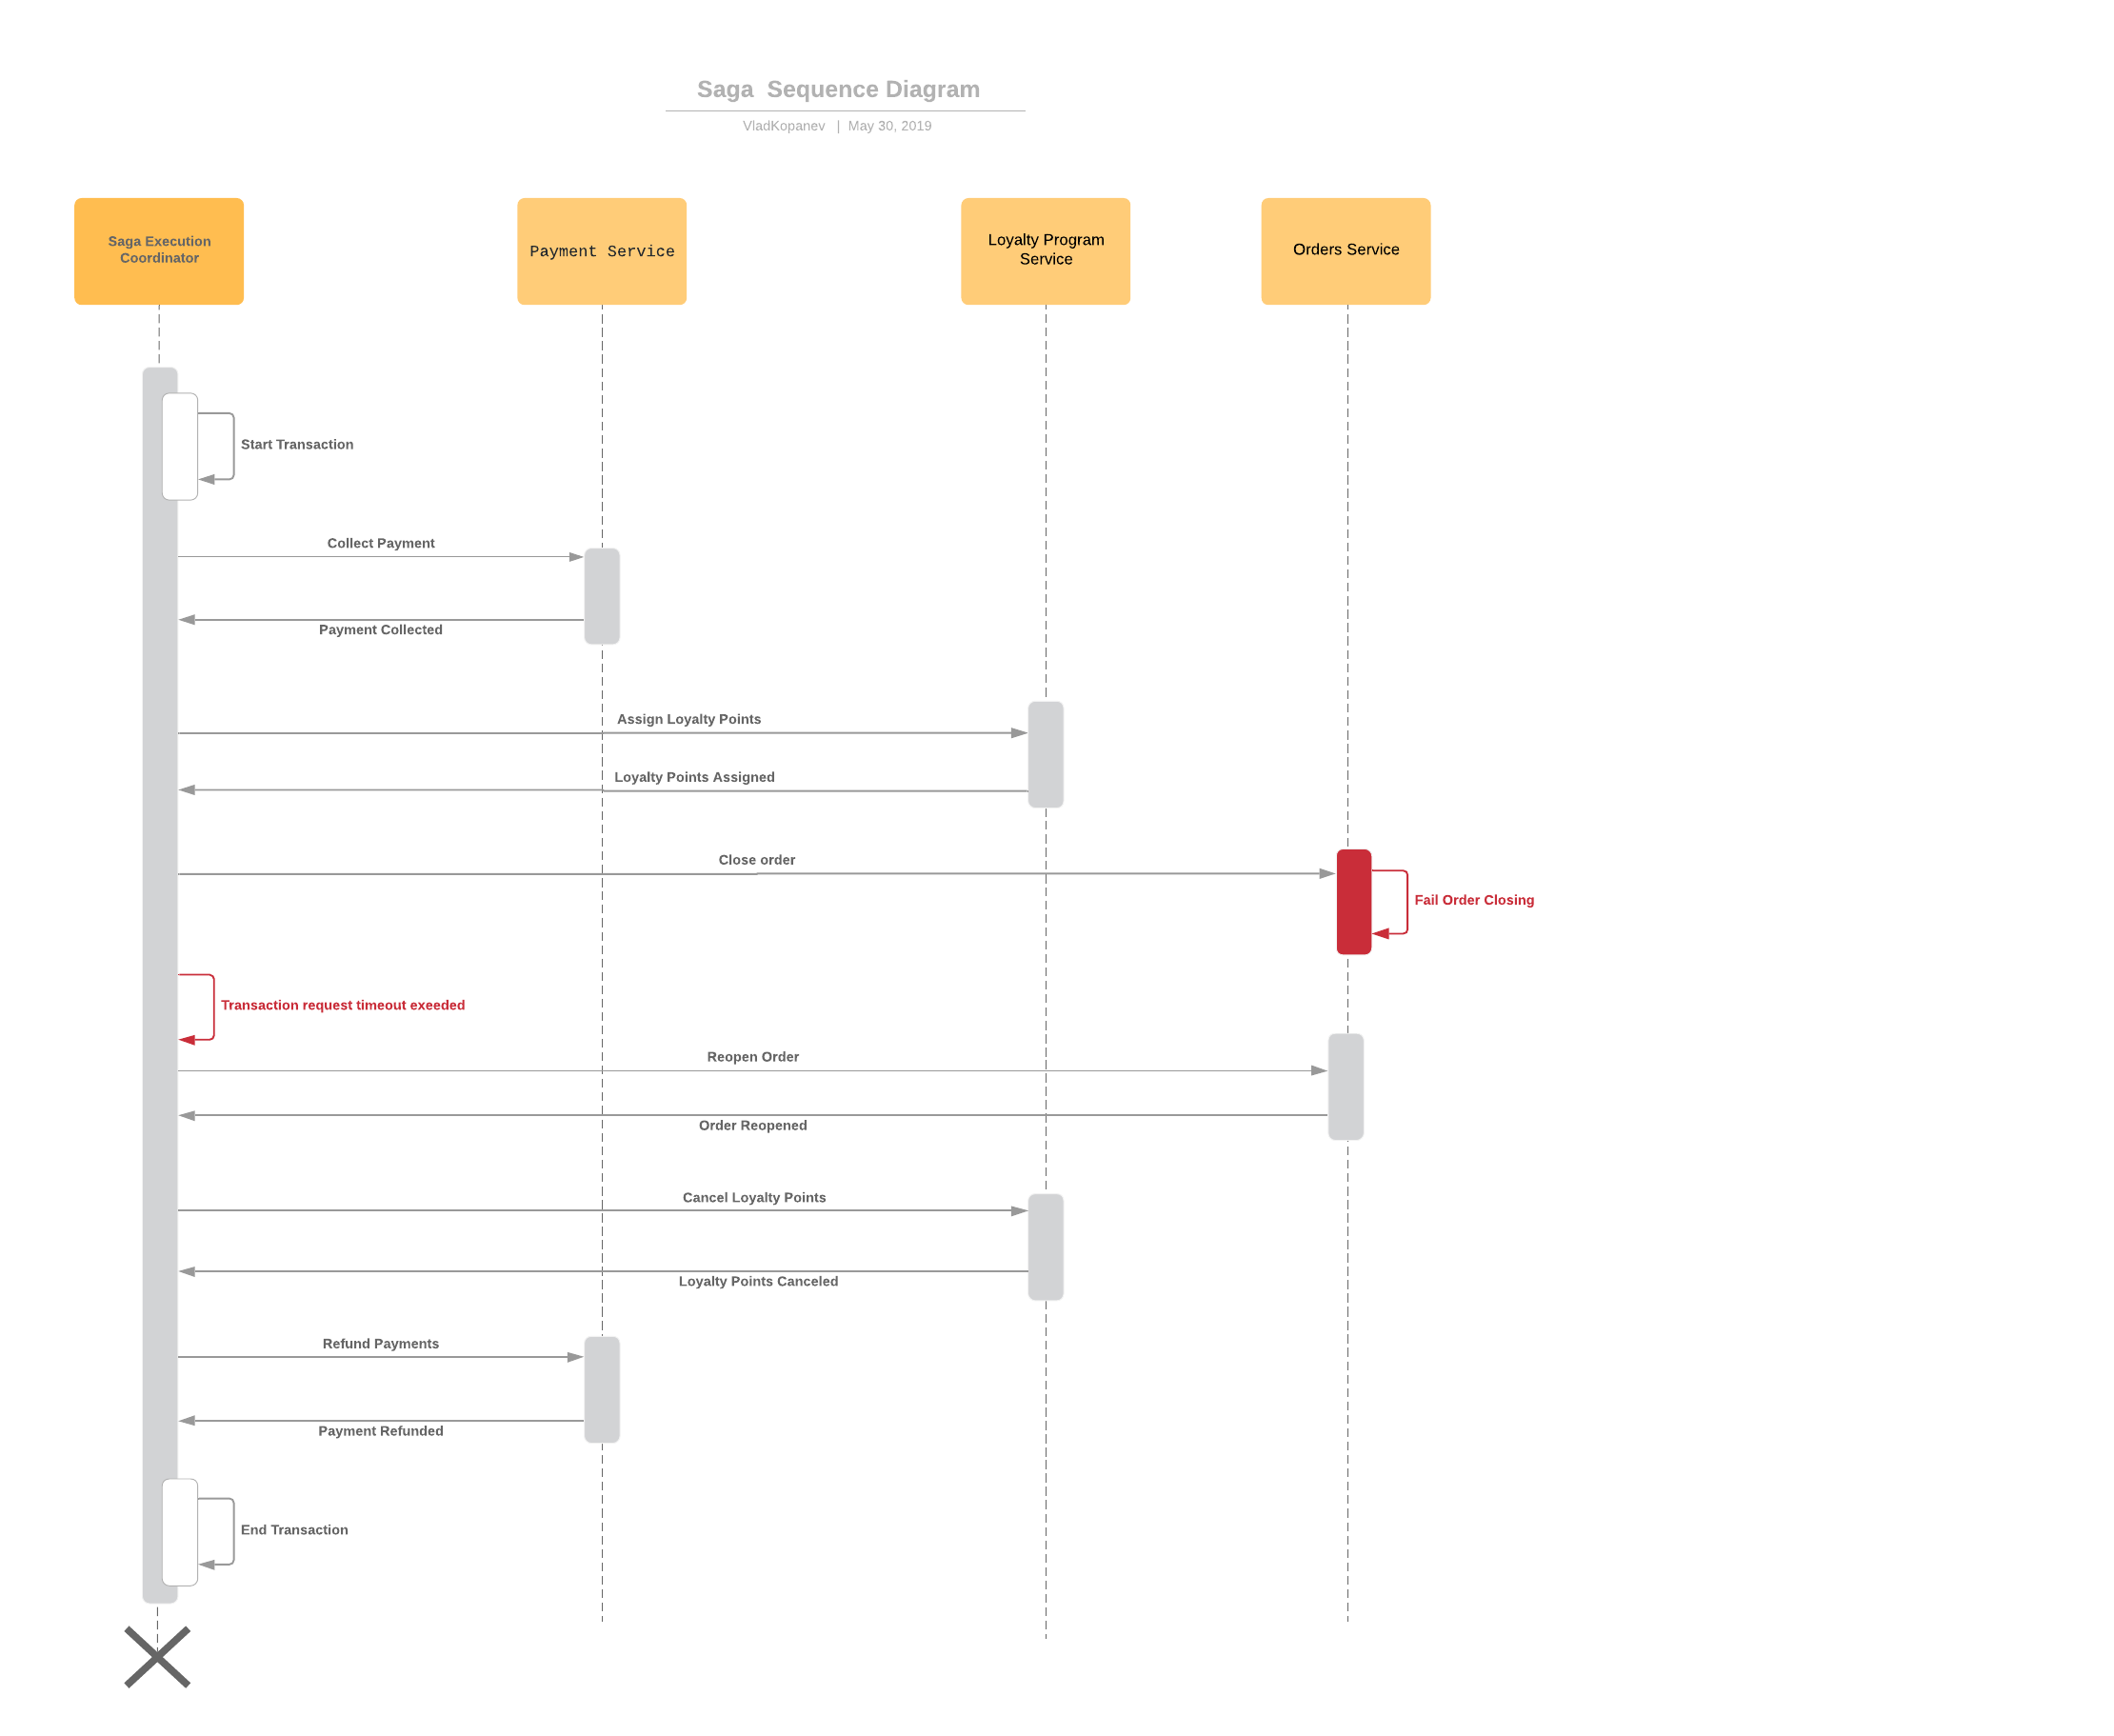 Saga  Sequence Diagram
VladKopanev | May 30, 2019
Saga Execution
Coordinator
Payment Service
Loyalty Program
Service
Orders Service
Start Transaction
Collect Payment
Payment Collected
Assign Loyalty Points
Loyalty Points Assigned
Close order
Fail Order Closing
Transaction request timeout exeeded
Reopen Order
Order Reopened
Cancel Loyalty Points
Loyalty Points Canceled
Refund Payments
Payment Refunded
End Transaction